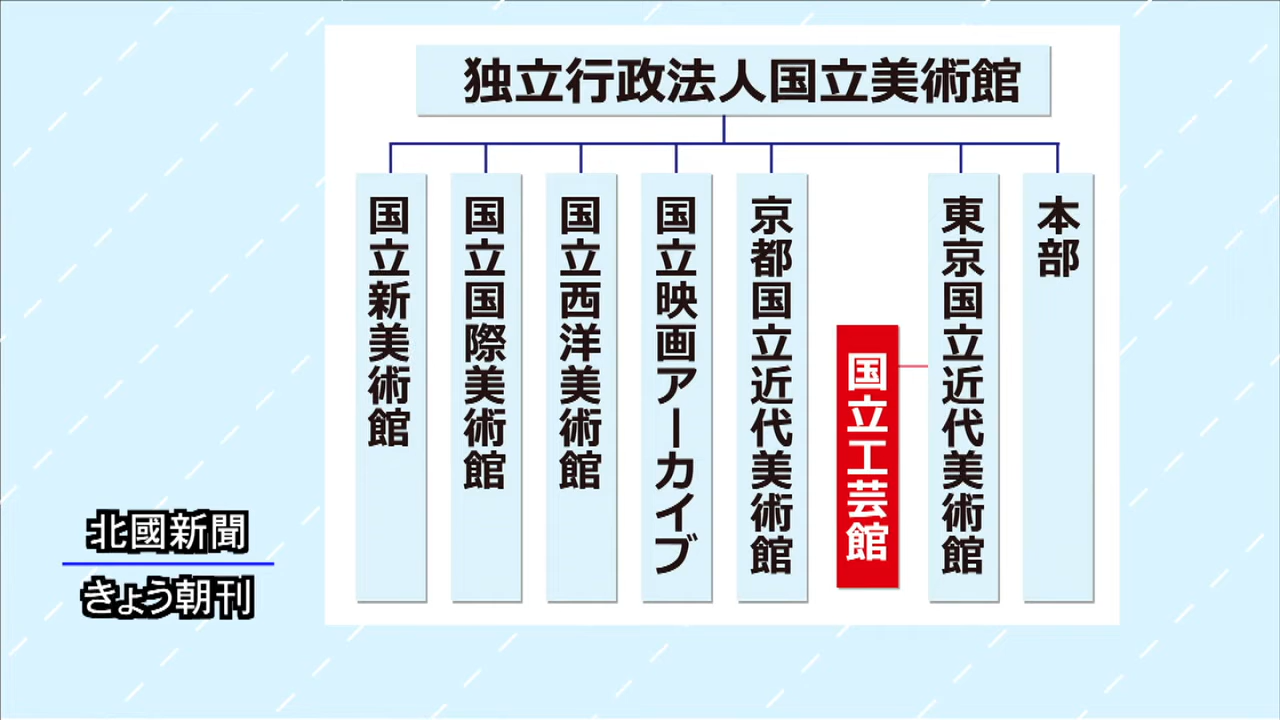 独立行政法人国立美術館
本部
東京国立近代美術館
国立工芸館
京都国立近代美術館
国立映画アーカイブ
国立西洋美術館
国立国際美術館
国立新美術館
北國新聞
きょう朝刊